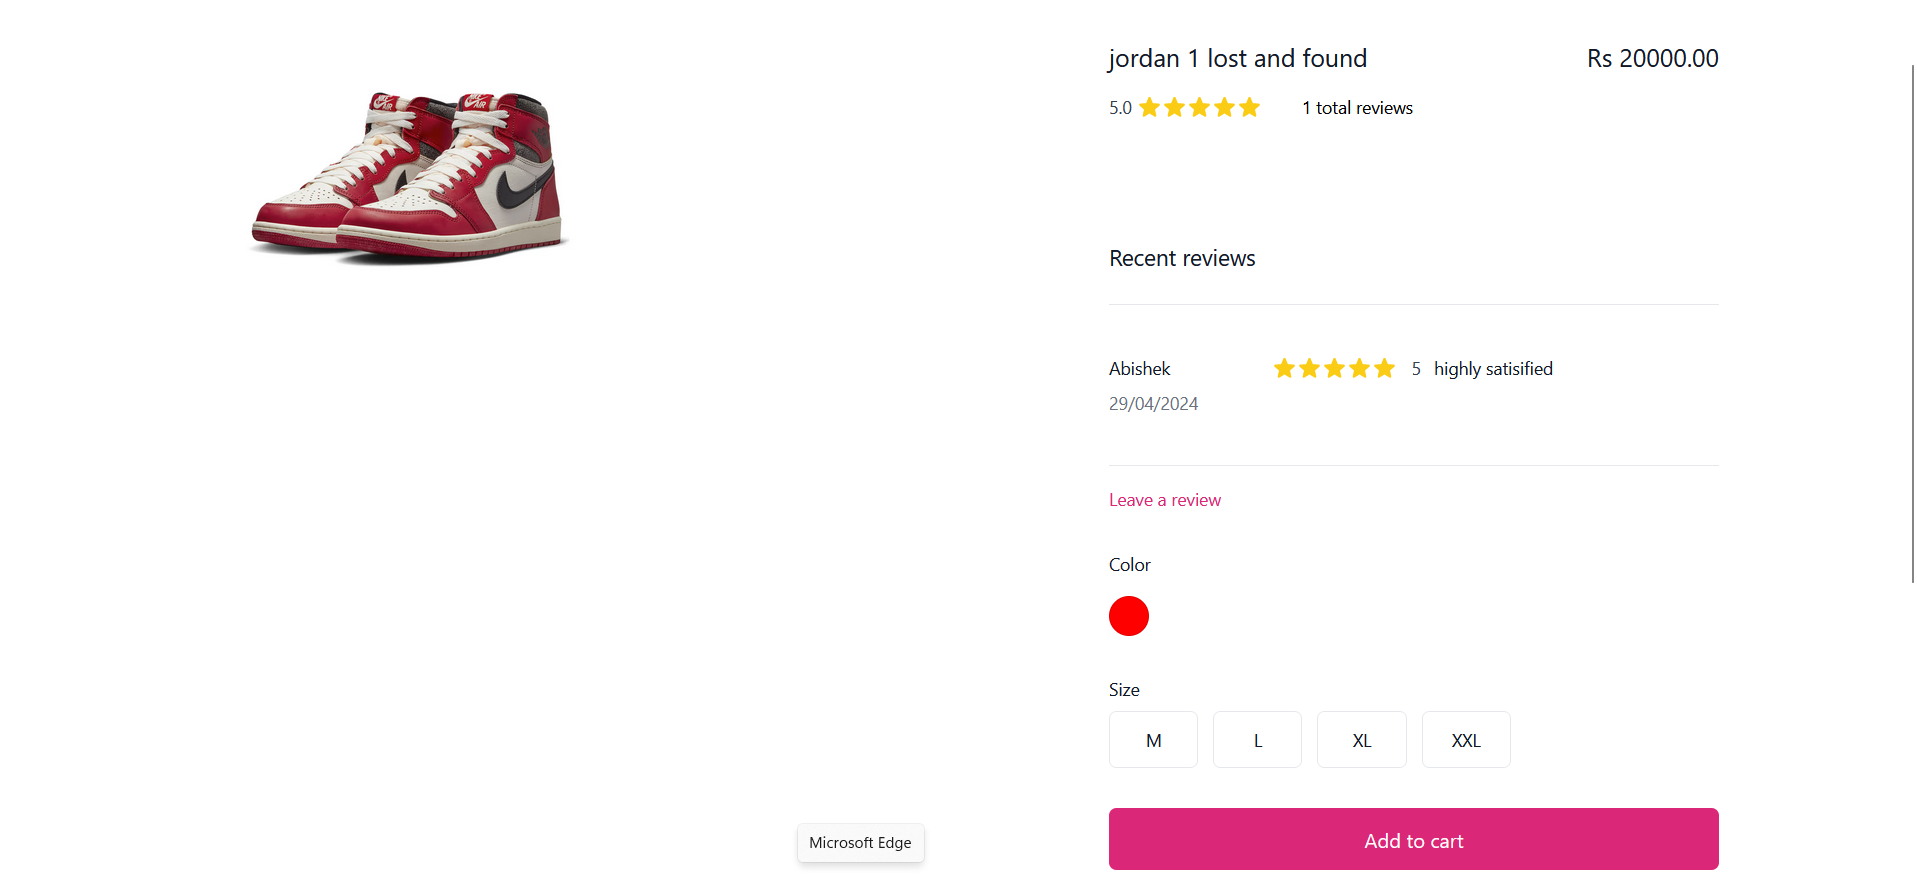 jordan 1 lost and found
Rs 20000.00
5.0
1 total reviews
Recent reviews
Abishek
5 highly satisified
29/04/2024
Leave a review
Color
Size
M
L
XL
XXL
Add to cart
Microsoft Edge